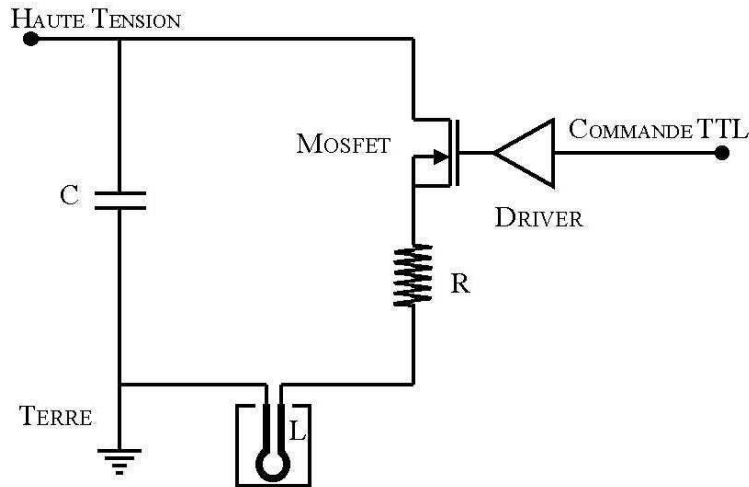 HAUTE TENSION
COMMANDE TTL
MOSFET
C
DRIVER
R
TERRE
L